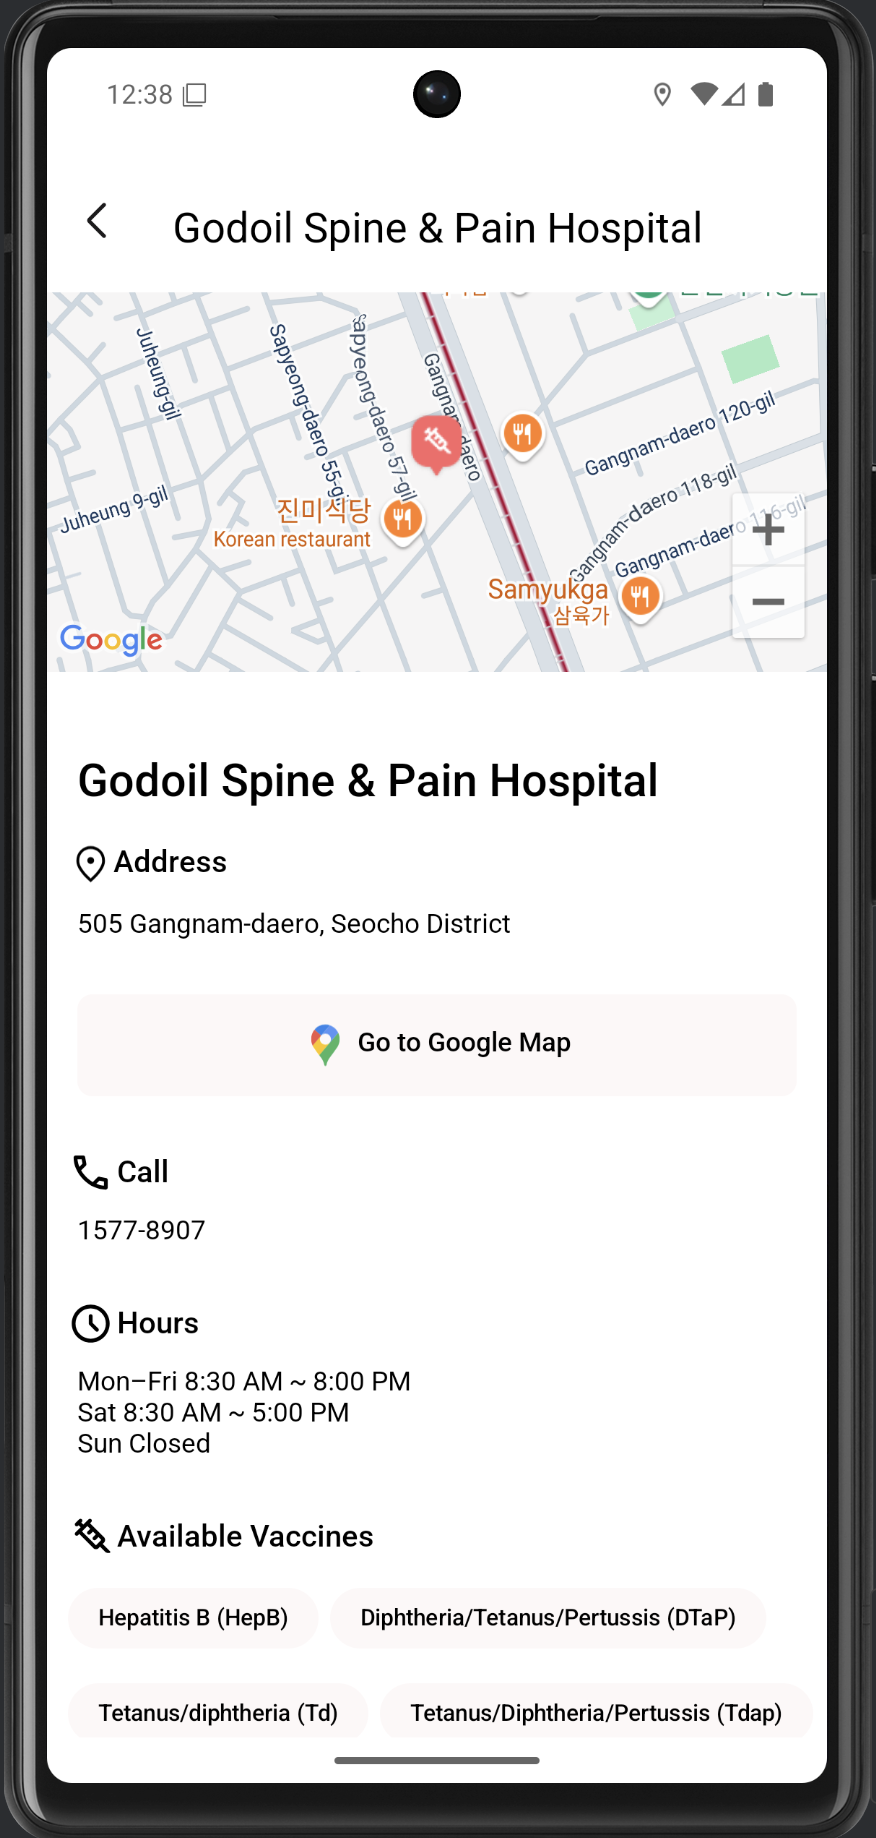 12:38
Godoil Spine & Pain Hospital
Juheung-gil
Sapyeong-daero 55-gil
Sapyeong-daero 57-gil
Gangnam-daero
Gangnam-daero 120-gil
Gangnam-daero 118-gil
Gangnam-daero 116-gil
Juheung 9-gil
진미식당
Korean restaurant
Samyukga
삼육가
Google
Godoil Spine & Pain Hospital
Address
505 Gangnam-daero, Seocho District
Go to Google Map
Call
1577-8907
Hours
Mon–Fri 8:30 AM ~ 8:00 PM
Sat 8:30 AM ~ 5:00 PM
Sun Closed
Available Vaccines
Hepatitis B (HepB) Diphtheria/Tetanus/Pertussis (DTaP)
Tetanus/diphtheria (Td) Tetanus/Diphtheria/Pertussis (Tdap)